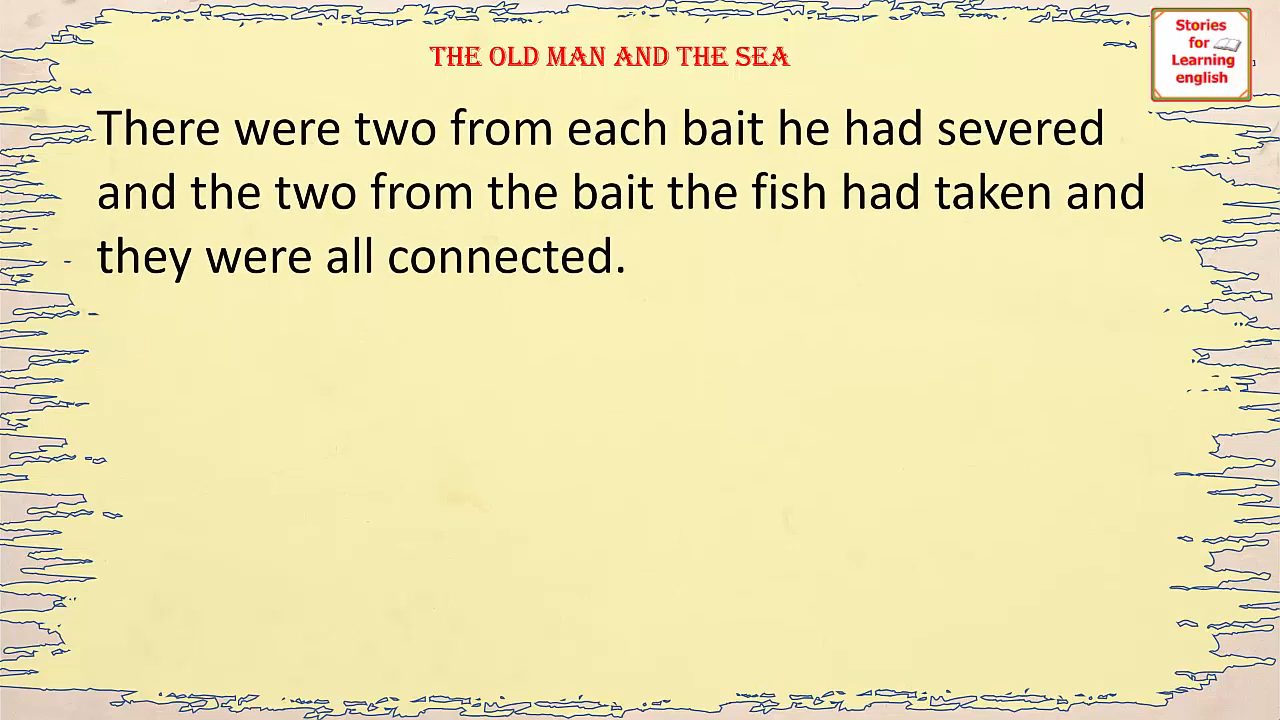 THE OLD MAN AND THE SEA
Stories
for
Learning
english
There were two from each bait he had severed
and the two from the bait the fish had taken and
they were all connected.